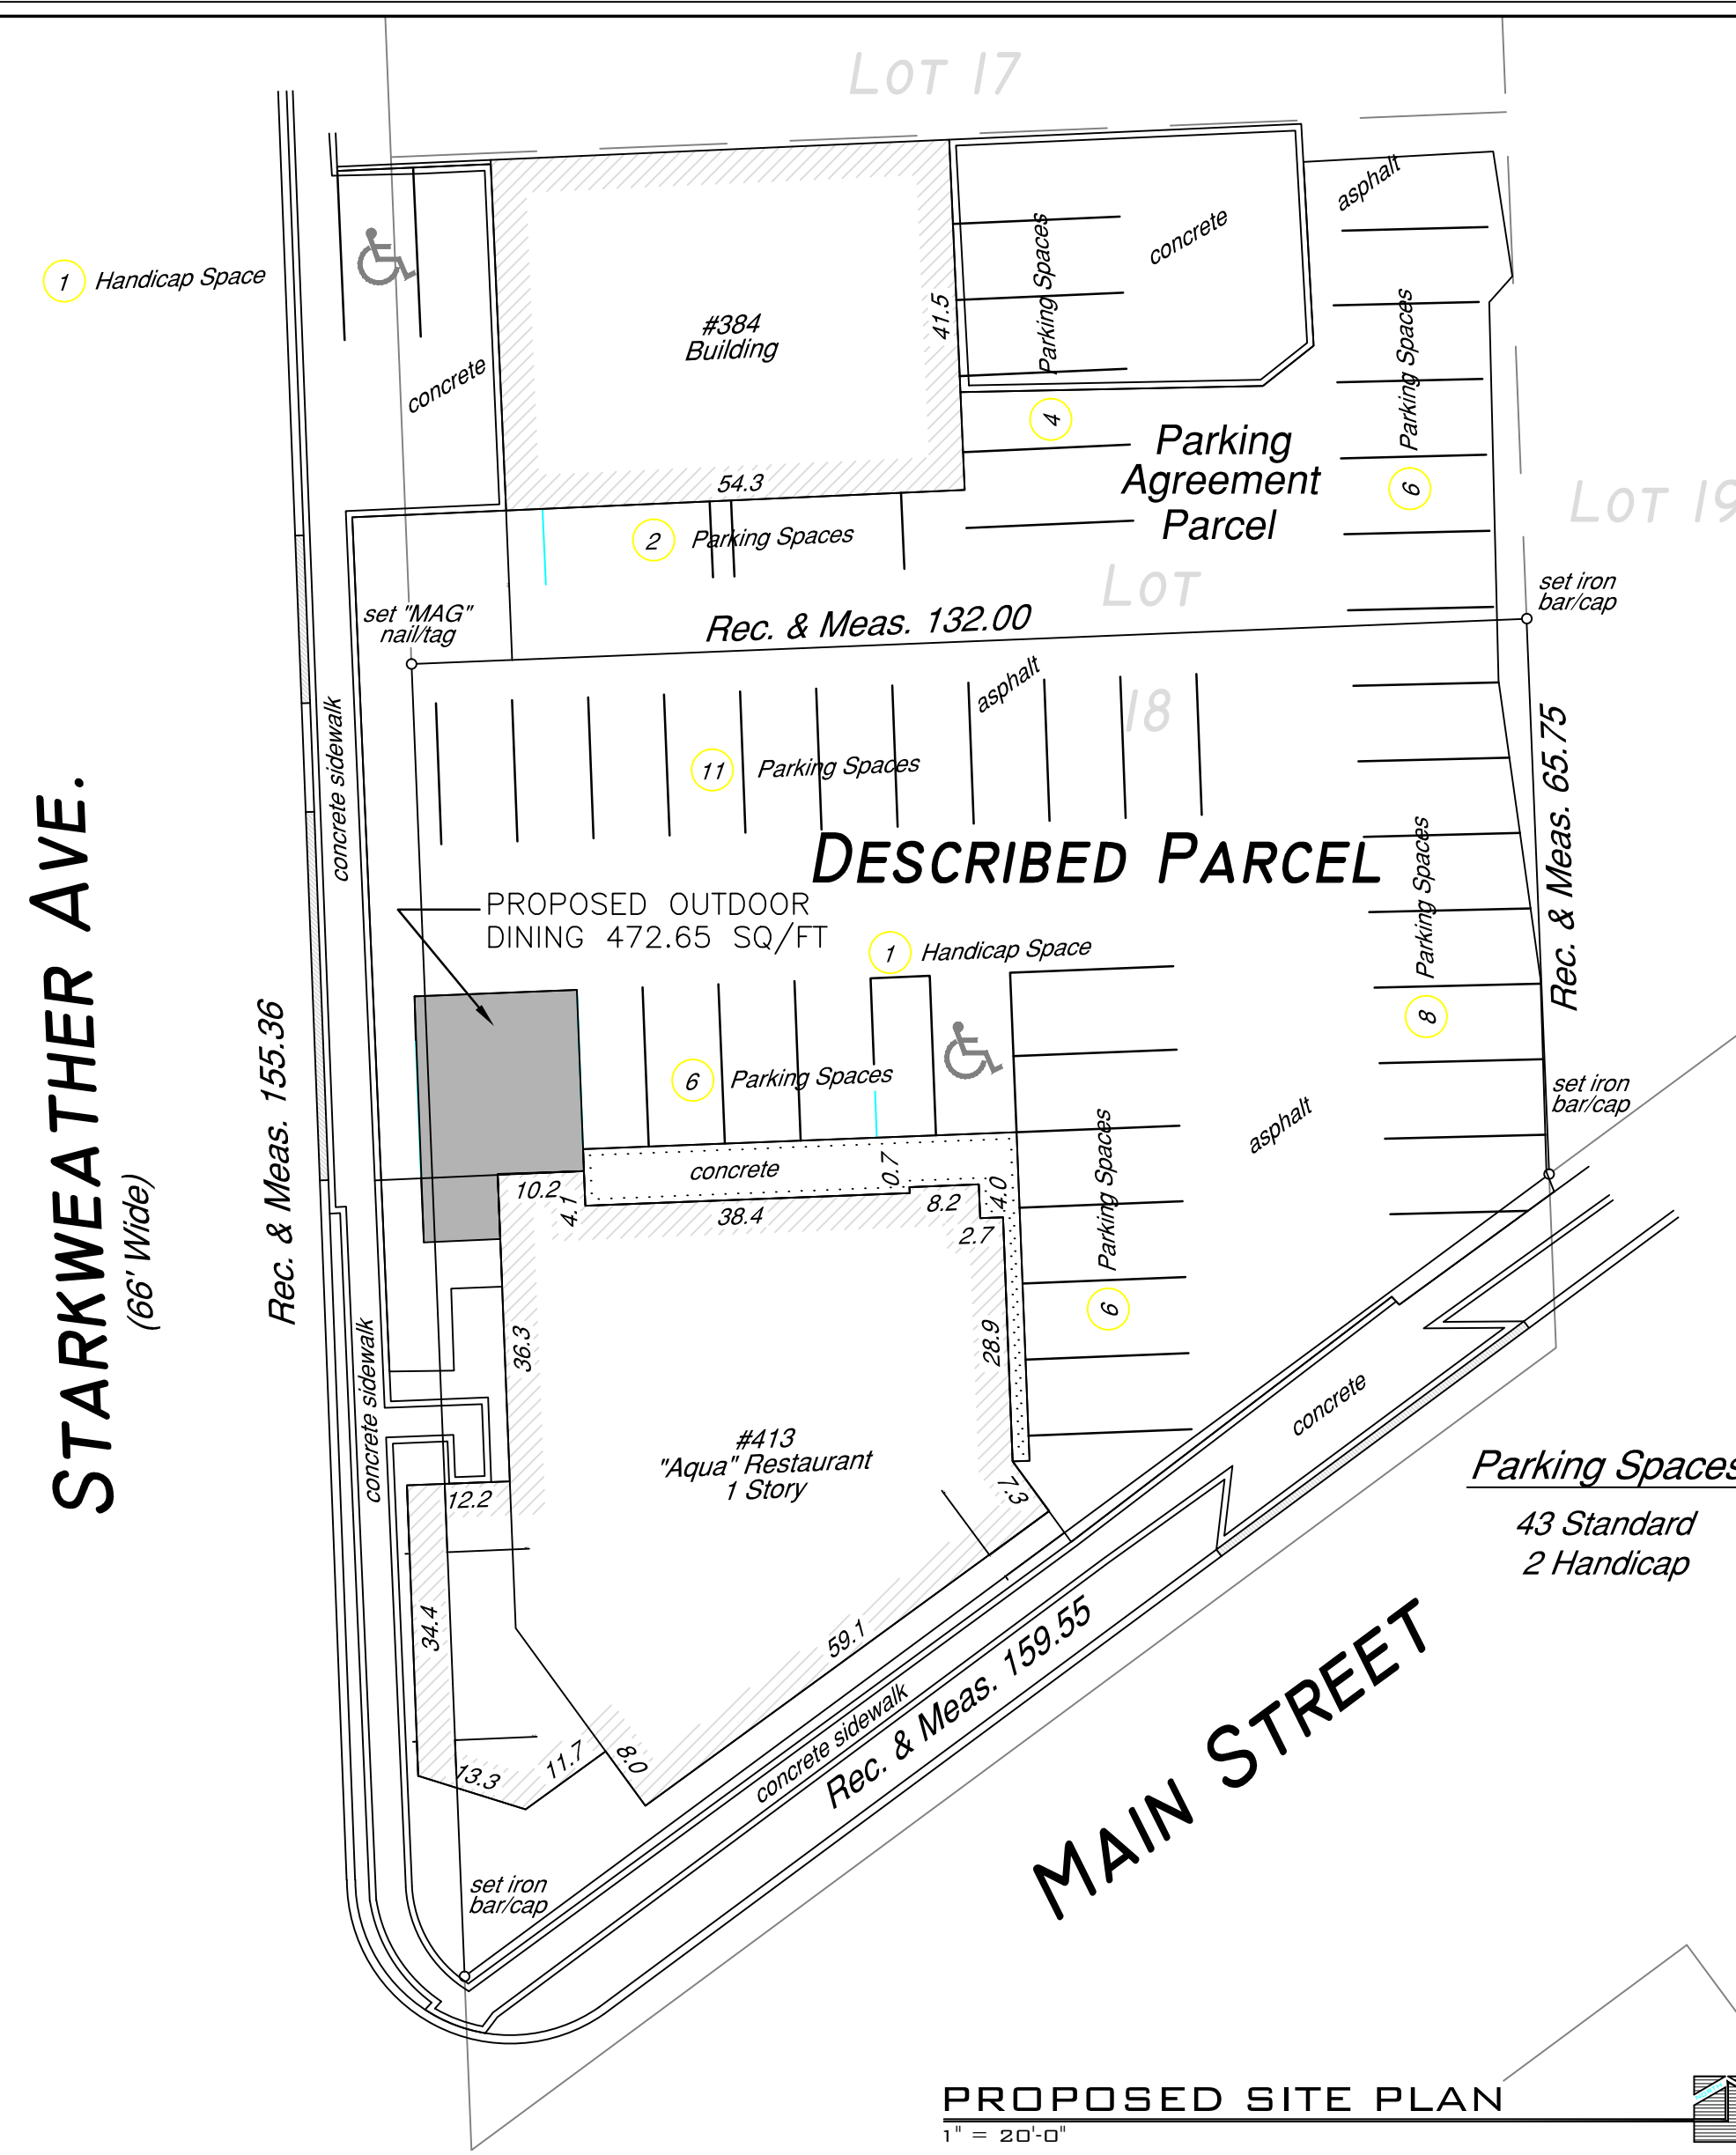 LOT 17
1 Handicap Space
concrete
#384
Building
41.5
54.3
Parking Spaces
4
concrete
asphalt
Parking Spaces
6
Parking
Agreement
Parcel
LOT 19
2 Parking Spaces
LOT
18
set "MAG"
nail/tag
Rec. & Meas. 132.00
set iron
bar/cap
asphalt
concrete sidewalk
11 Parking Spaces
Rec. & Meas. 65.75
DESCRIBED PARCEL
Parking Spaces
8
STARKWEATHER AVE.
(66' Wide)
Rec. & Meas. 155.36
PROPOSED OUTDOOR
DINING 472.65 SQ/FT
1 Handicap Space
6 Parking Spaces
set iron
bar/cap
asphalt
Parking Spaces
6
concrete
0.7
10.2
4.1
38.4
8.2
4.0
2.7
36.3
28.9
concrete sidewalk
#413
"Aqua" Restaurant
1 Story
7.3
12.2
34.4
59.1
13.3
11.7
8.0
concrete
Parking Spaces
43 Standard
2 Handicap
concrete sidewalk
Rec. & Meas. 159.55
MAIN STREET
set iron
bar/cap
PROPOSED SITE PLAN
1" = 20'-0"